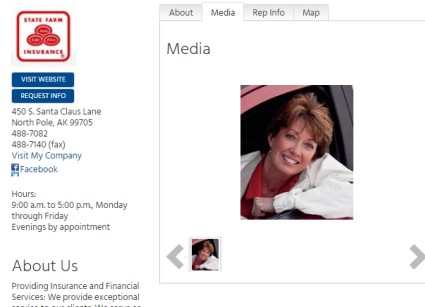 STATE FARM
INSURANCE
VISIT WEBSITE
REQUEST INFO
450 S. Santa Claus Lane
North Pole, AK 99705
488-7082
488-7140 (fax)
Visit My Company
Facebook
Hours:
9:00 a.m. to 5:00 p.m., Monday
through Friday
Evenings by appointment
About Us
Providing Insurance and Financial
Services: We provide exceptional
About
Media
Rep Info
Map
Media